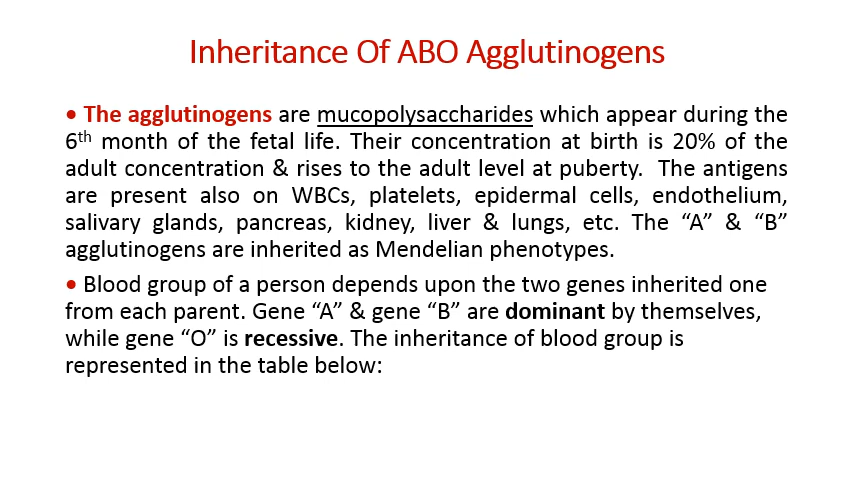 Inheritance Of ABO Agglutinogens
• The agglutinogens are mucopolysaccharides which appear during the
6th month of the fetal life. Their concentration at birth is 20% of the
adult concentration & rises to the adult level at puberty. The antigens
are present also on WBCs, platelets, epidermal cells, endothelium,
salivary glands, pancreas, kidney, liver & lungs, etc. The “A” & “B”
agglutinogens are inherited as Mendelian phenotypes.
• Blood group of a person depends upon the two genes inherited one
from each parent. Gene “A” & gene “B” are dominant by themselves,
while gene “O” is recessive. The inheritance of blood group is
represented in the table below: